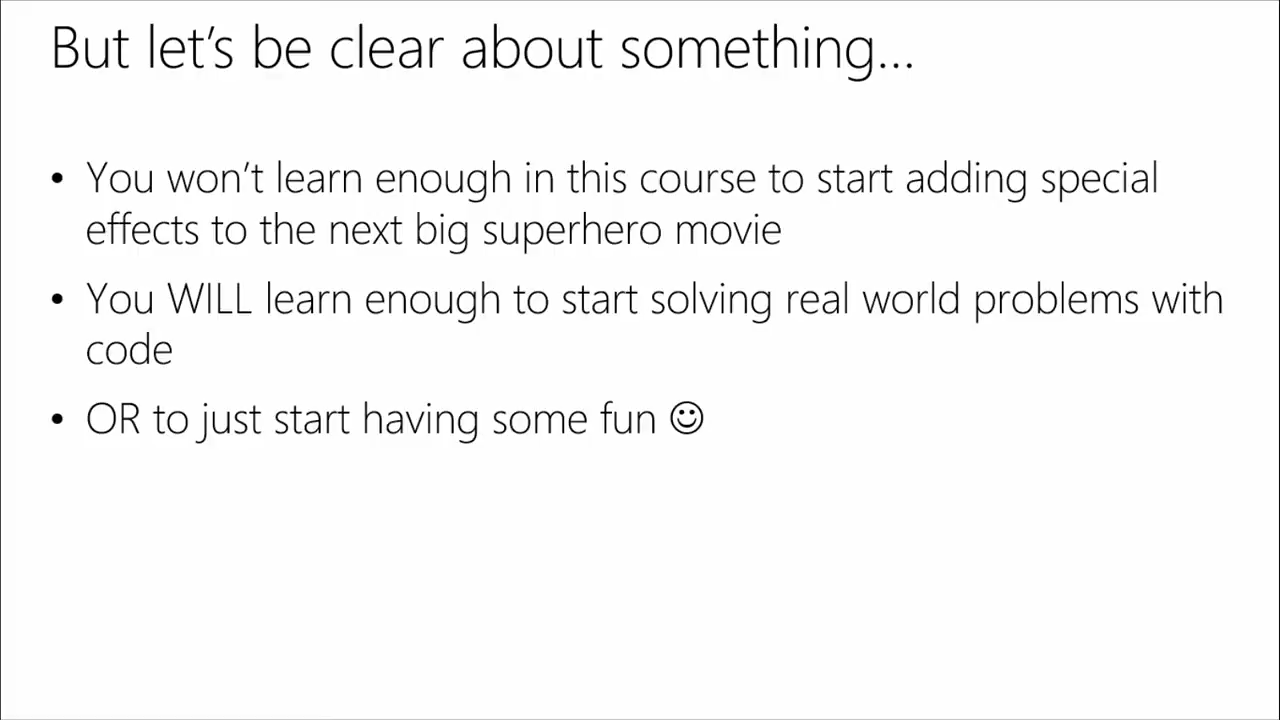 But let’s be clear about something…
• You won’t learn enough in this course to start adding special
effects to the next big superhero movie
• You WILL learn enough to start solving real world problems with
code
• OR to just start having some fun ☺